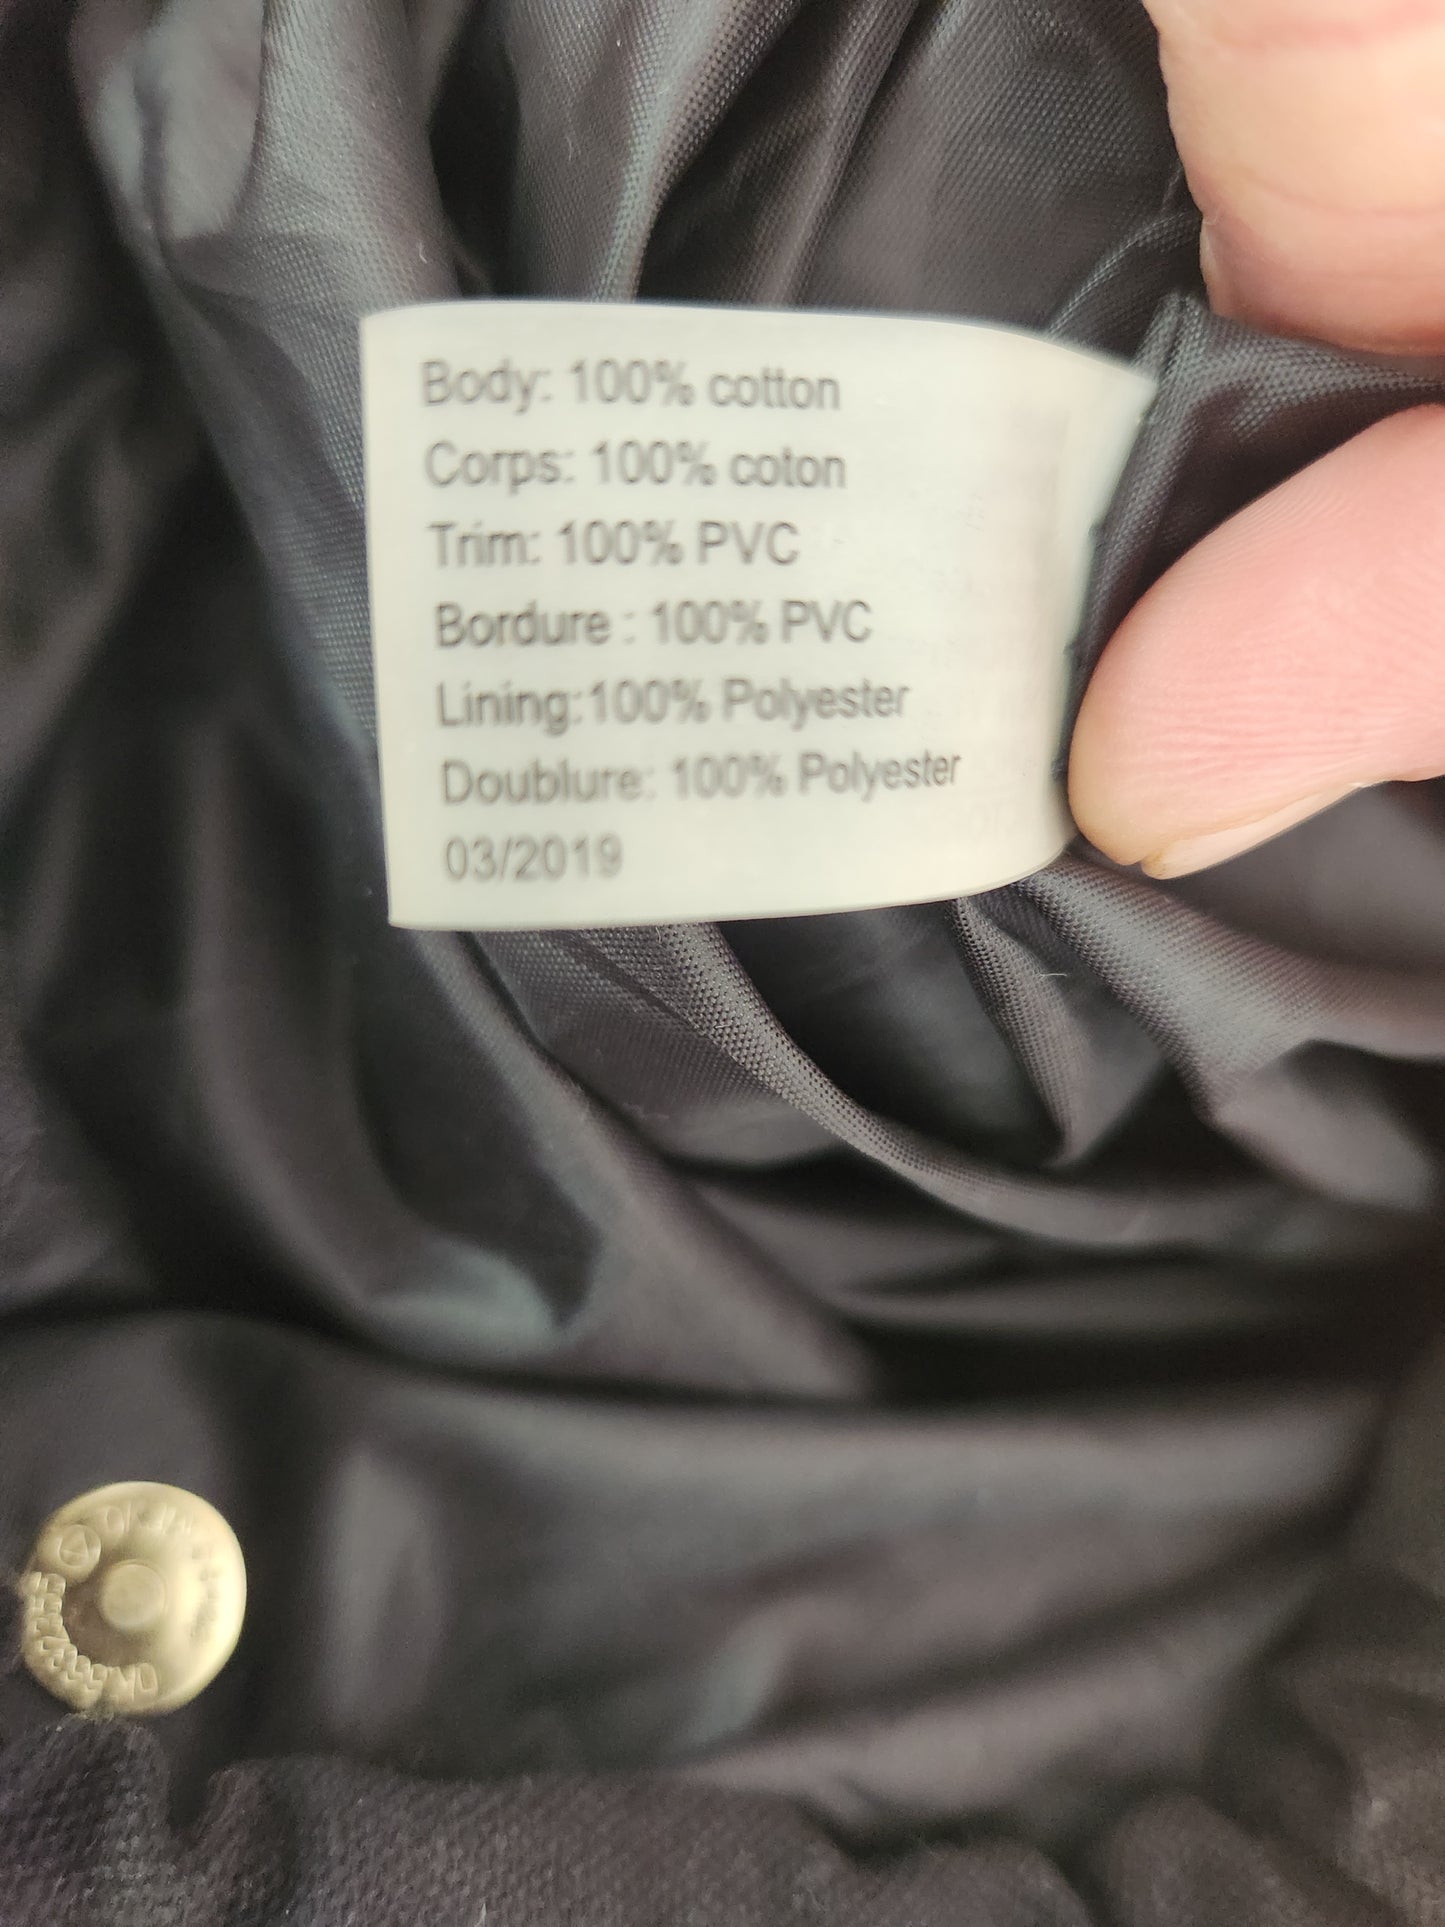 Body: 100% cotton
Corps: 100% coton
Trim: 100% PVC
Bordure : 100% PVC
Lining:100% Polyester
Doublure: 100% Polyester
03/2019